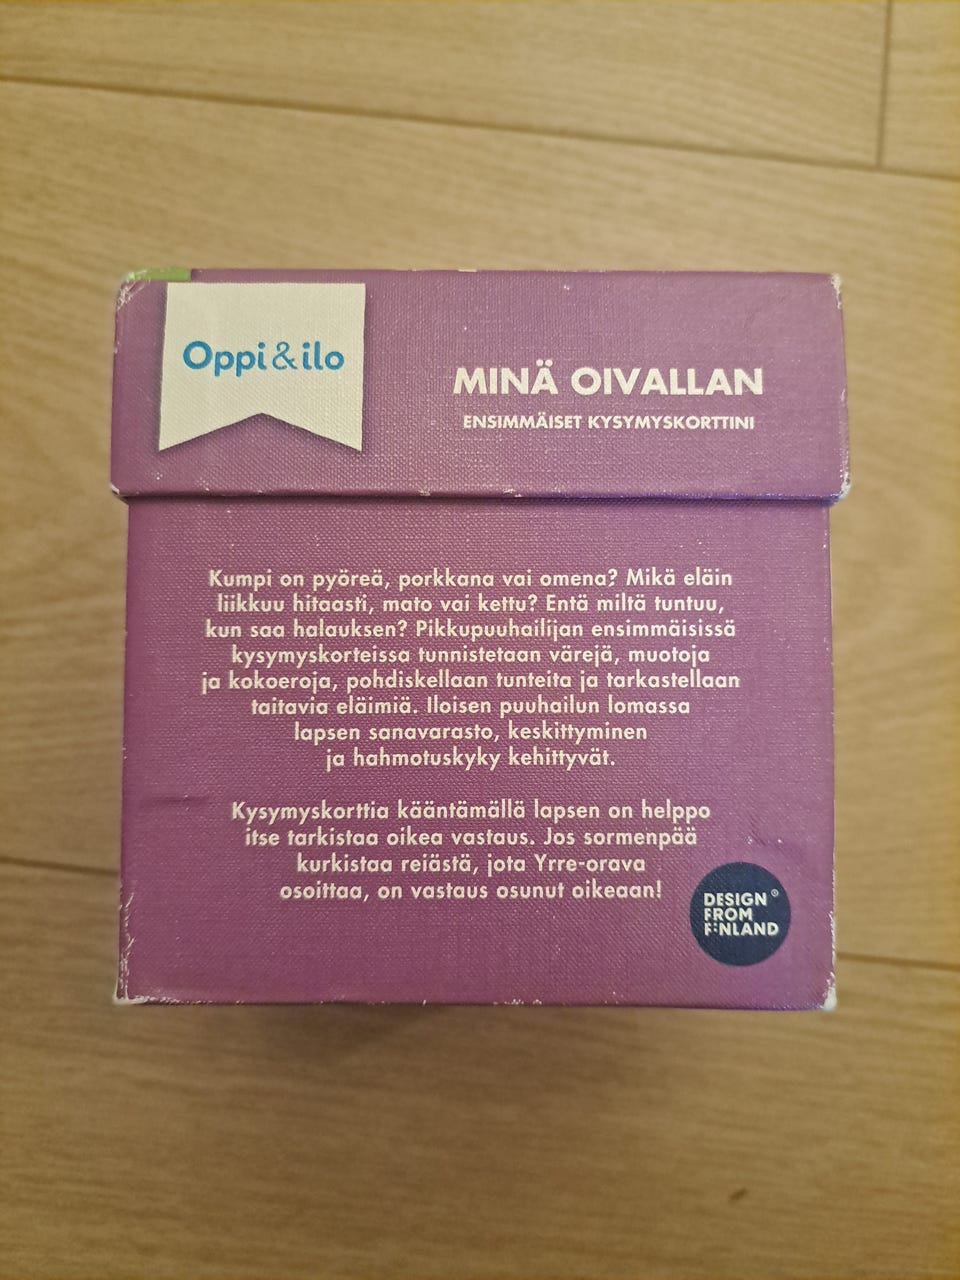 Oppi&ilo
MINÄ OIVALLAN
ENSIMMÄISET KYSYMYSKORTTINI
Kumpi on pyöreä, porkkana vai omena? Mikä eläin
liikkuu hitaasti, mato vai kettu? Entä miltä tuntuu,
kun saa halauksen? Pikkupuuhailijan ensimmäisissä
kysymyskorteissa tunnistetaan värejä, muotoja
ja kokoeroja, pohdiskellaan tunteita ja tarkastellaan
taitavia eläimiä. Iloisen puuhailun lomassa
lapsen sanavarasto, keskittyminen
ja hahmotuskyky kehittyvät.
Kysymyskorttia kääntämällä lapsen on helppo
itse tarkistaa oikea vastaus. Jos sormenpää
kurkistaa reiästä, jota Yrre-orava
osoittaa, on vastaus osunut oikeaan!
DESIGN®
FROM
FINLAND